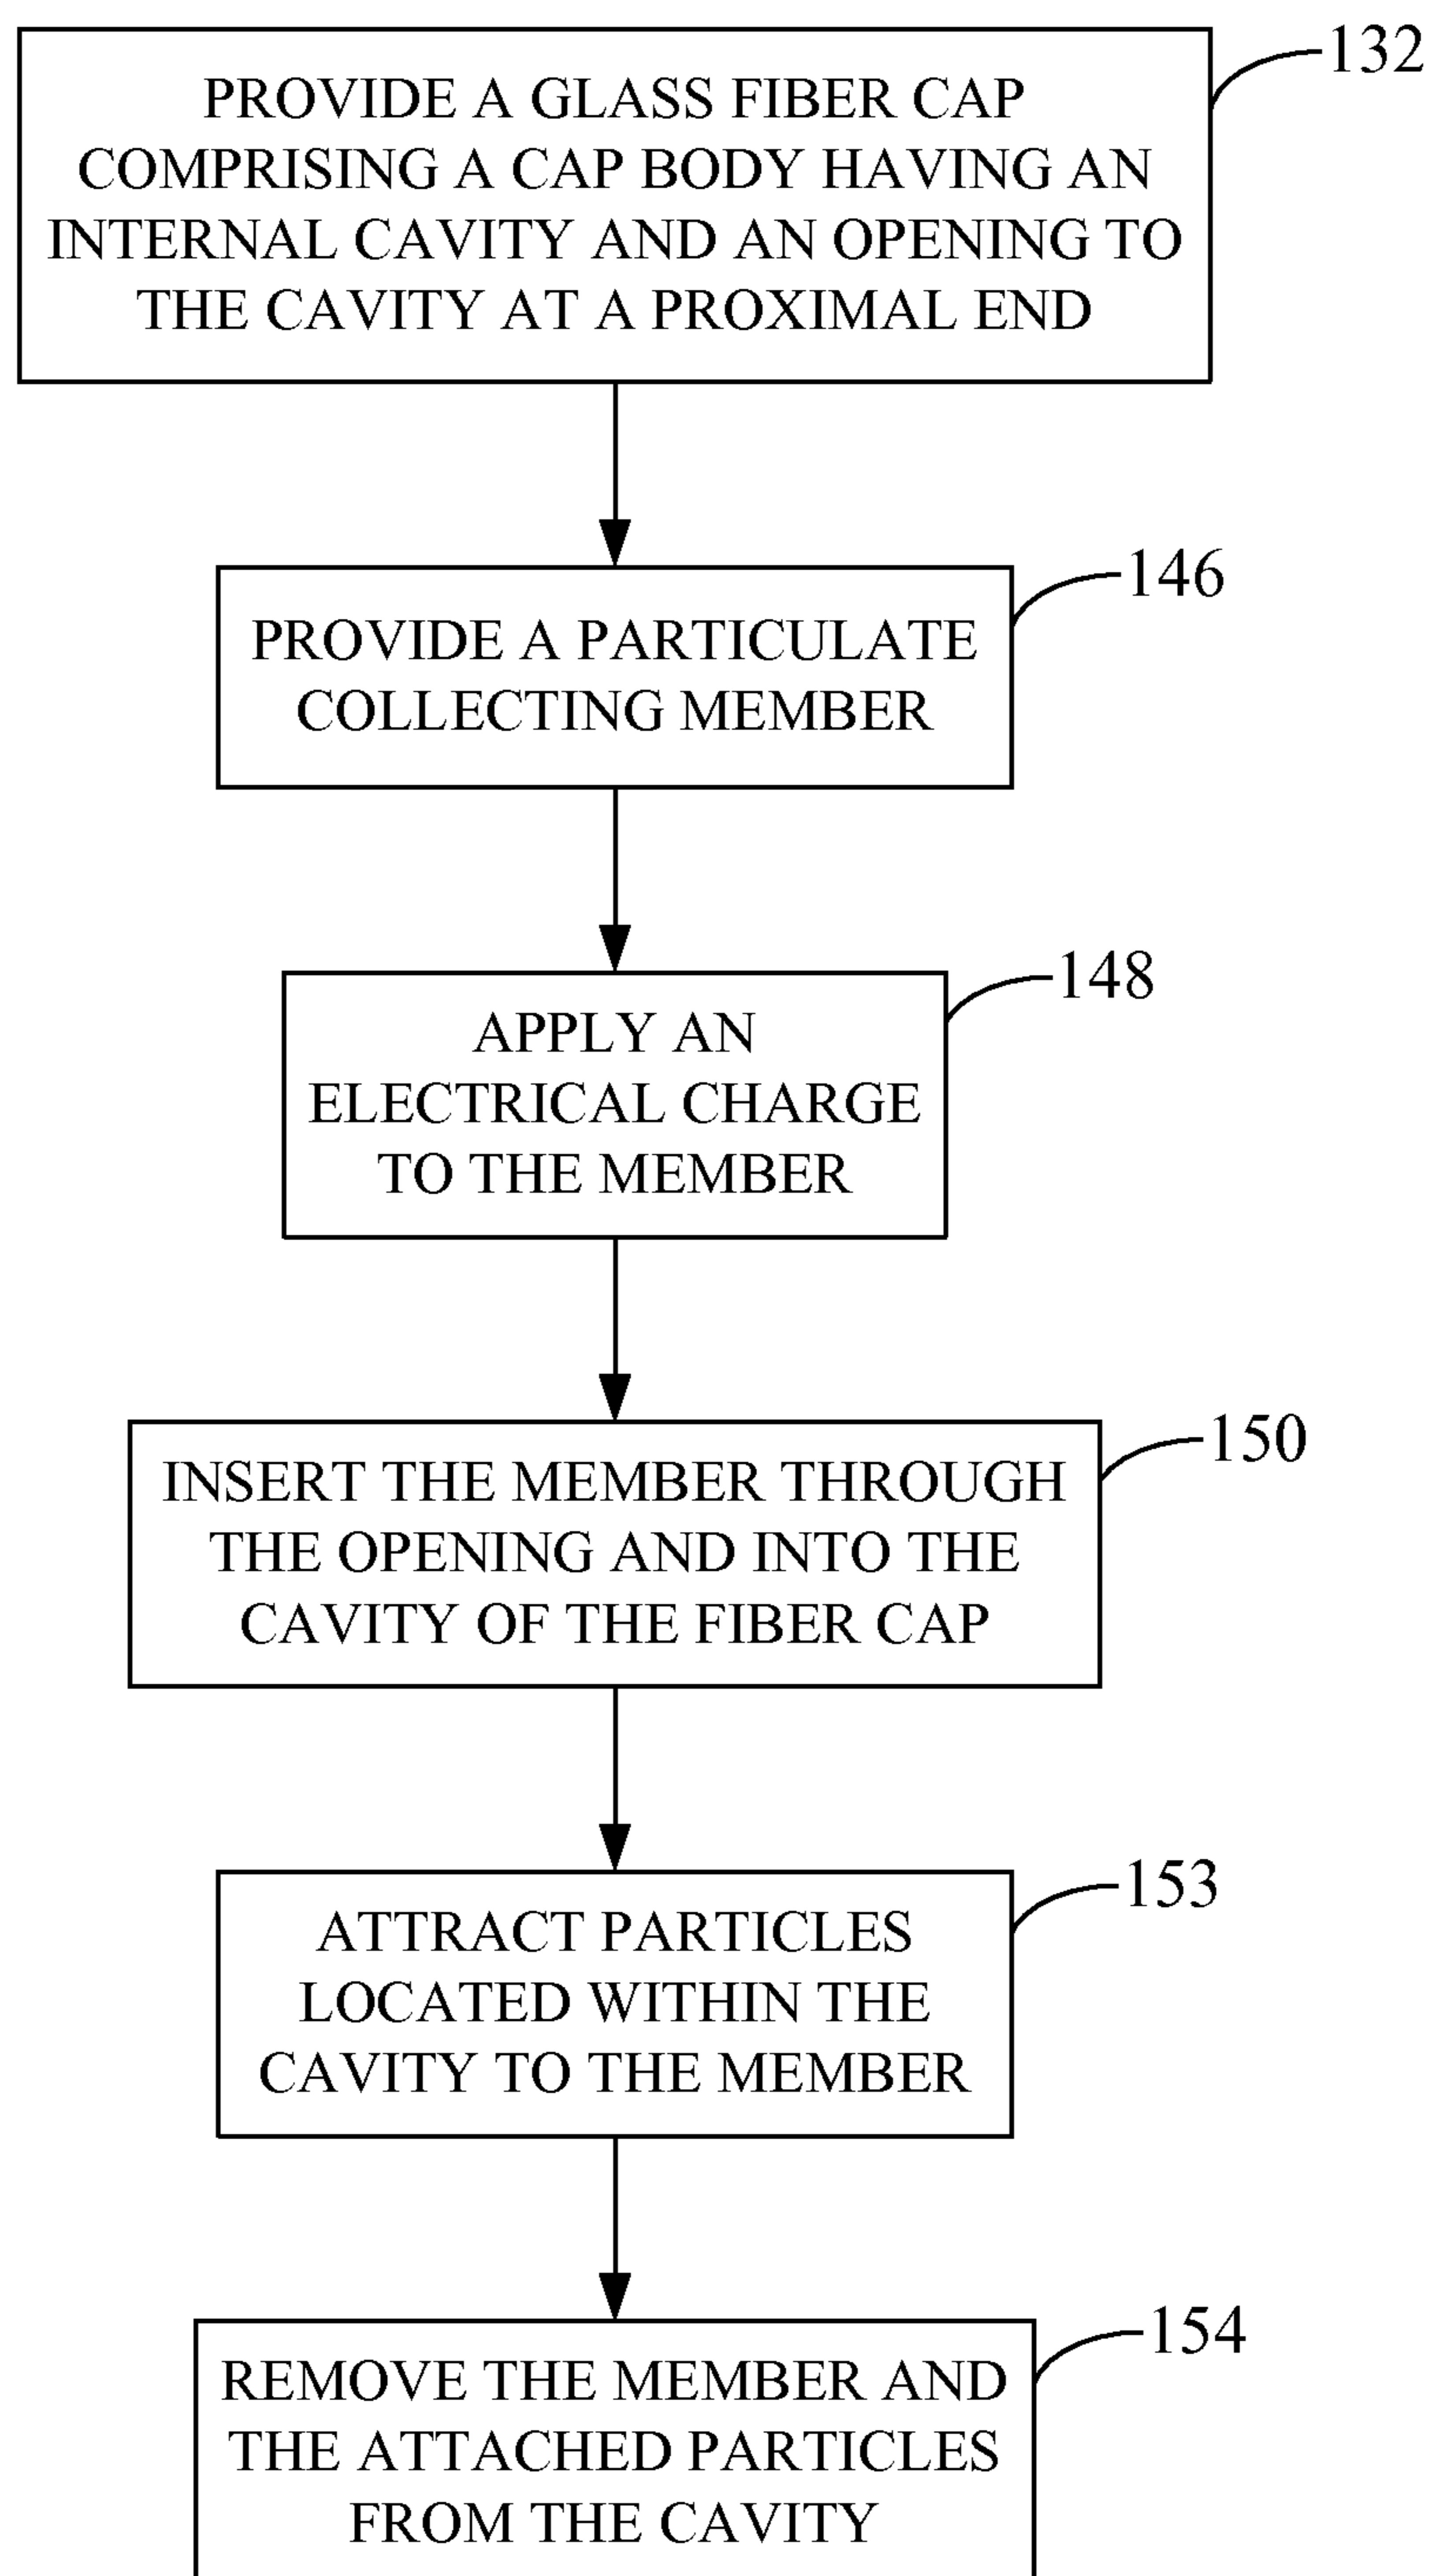 132
PROVIDE A GLASS FIBER CAP
COMPRISING A CAP BODY HAVING AN
INTERNAL CAVITY AND AN OPENING TO
THE CAVITY AT A PROXIMAL END
146
PROVIDE A PARTICULATE
COLLECTING MEMBER
148
APPLY AN
ELECTRICAL CHARGE
TO THE MEMBER
150
INSERT THE MEMBER THROUGH
THE OPENING AND INTO THE
CAVITY OF THE FIBER CAP
153
ATTRACT PARTICLES
LOCATED WITHIN THE
CAVITY TO THE MEMBER
154
REMOVE THE MEMBER AND
THE ATTACHED PARTICLES
FROM THE CAVITY